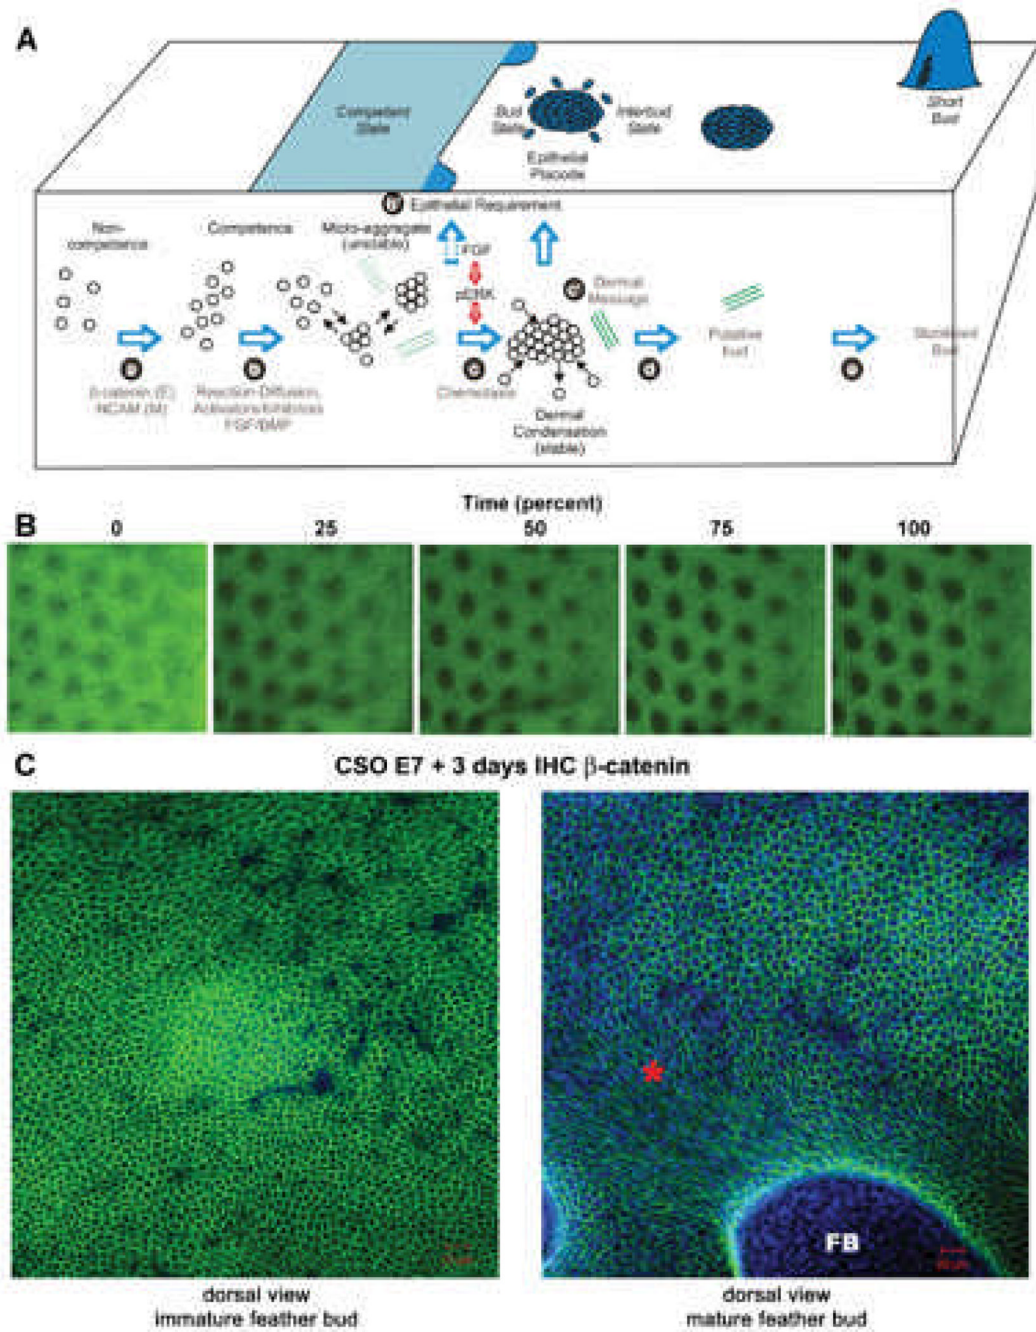 A
Competent
State
Bud
State
Interbud
State
Epithelial
Placode
Short
Bud
Epithelial Requirement
Non-
competence
Competence
Micro-aggregate
(unstable)
FGF
pERK
Dermal
Message
Putative
bud
Bud
β-catenin (E)
NCAM (M)
Reaction Diffusion,
Activators/Inhibitors
FGF/BMP
Chemotaxis
Dermal
Condensation
(stable)
Time (percent)
B
0 25 50 75 100
C
CSO E7 + 3 days IHC β-catenin
*
FB
dorsal view
immature feather bud
dorsal view
mature feather bud